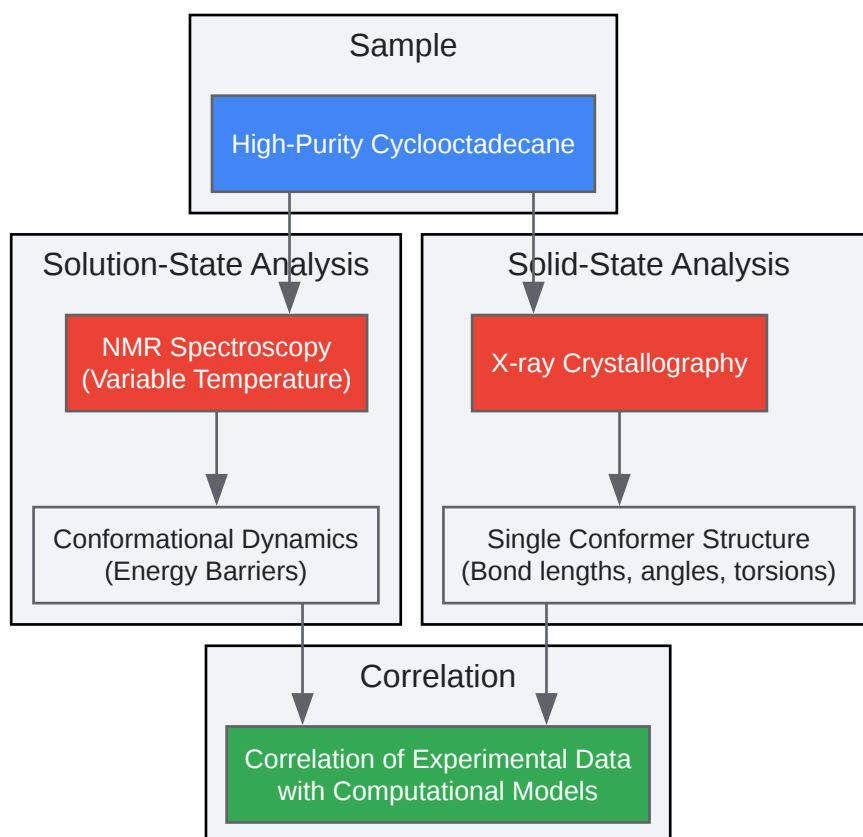 Sample
High-Purity Cyclooctadecane
Solution-State Analysis
NMR Spectroscopy
(Variable Temperature)
Conformational Dynamics
(Energy Barriers)
Solid-State Analysis
X-ray Crystallography
Single Conformer Structure
(Bond lengths, angles, torsions)
Correlation
Correlation of Experimental Data
with Computational Models